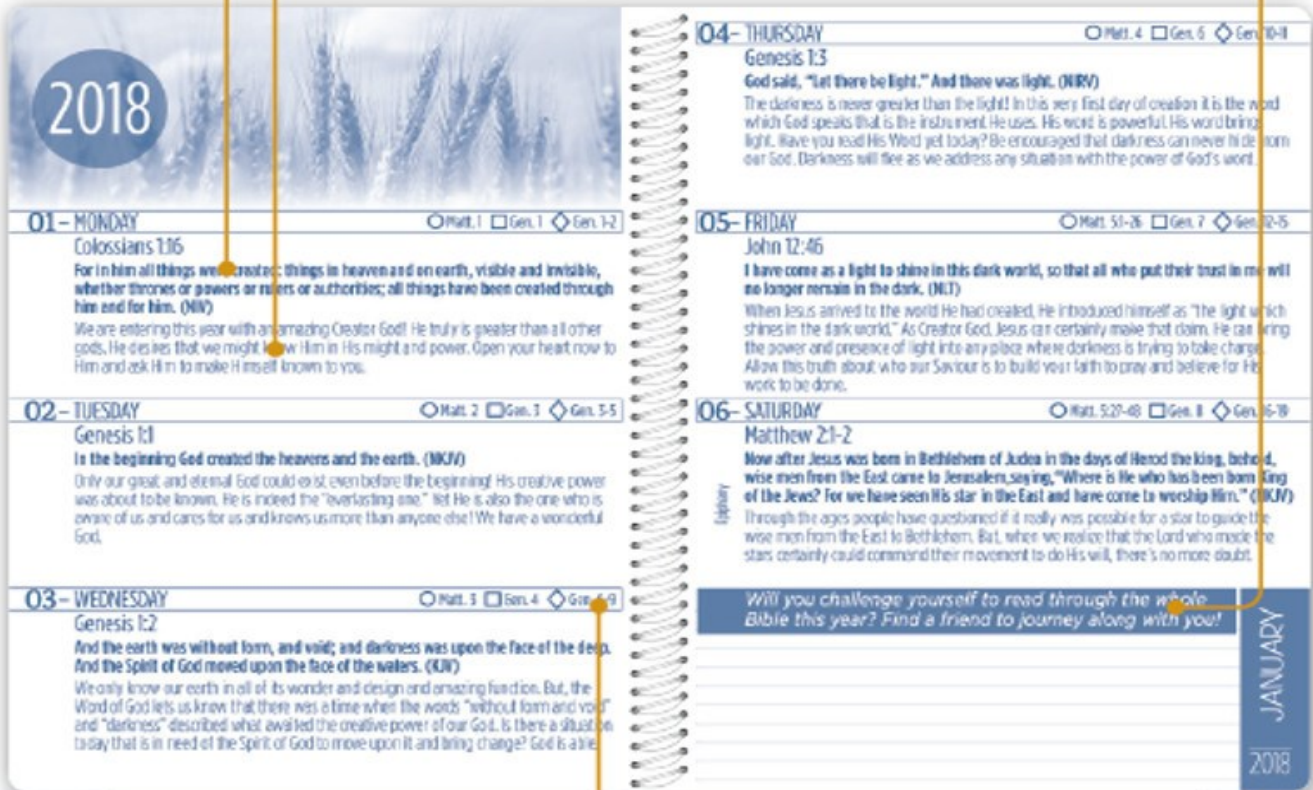 2018
01– MONDAY
Matt. 1 Gen. 1 Gen. 1-2
Colossians 1:16
For in him all things were created: things in heaven and on earth, visible and invisible,
whether thrones or powers or rulers or authorities; all things have been created through
him and for him. (NIV)
We are entering this year with an amazing Creator God! He truly is greater than all other
gods. He desires that we might know Him in His might and power. Open your heart now to
Him and ask Him to make Himself known to you.
02– TUESDAY
Matt. 2 Gen. 3 Gen. 3-5
Genesis 1:1
In the beginning God created the heavens and the earth. (NKJV)
Only our great and eternal God could exist even before the beginning! His creative power
was about to be known. He is indeed the "everlasting one." Yet He is also the one who is
aware of us and cares for us and knows us more than anyone else! We have a wonderful
God.
03– WEDNESDAY
Matt. 3 Gen. 4 Gen. 6-9
Genesis 1:2
And the earth was without form, and void; and darkness was upon the face of the deep.
And the Spirit of God moved upon the face of the waters. (KJV)
We only know our earth in all of its wonder and design and amazing function. But, the
Word of God lets us know that there was a time when the words "without form and void"
and "darkness" described what awaited the creative power of our God. Is there a situation
today that is in need of the Spirit of God to move upon it and bring change? God is able.
04– THURSDAY
Matt. 4 Gen. 6 Gen. 10-11
Genesis 1:3
God said, "Let there be light." And there was light. (NIRV)
The darkness is never greater than the light! In this very first day of creation it is the word
which God speaks that is the instrument He uses. His word is powerful. His word brings
light. Have you read His Word yet today? Be encouraged that darkness can never hide from
our God. Darkness will flee as we address any situation with the power of God's word.
05– FRIDAY
Matt. 5:1-26 Gen. 7 Gen. 12-15
John 12:46
I have come as a light to shine in this dark world, so that all who put their trust in me will
no longer remain in the dark. (NLT)
When Jesus arrived to the world He had created, He introduced himself as "the light which
shines in the dark world." As Creator God, Jesus can certainly make that claim. He can bring
the power and presence of light into any place where darkness is trying to take charge.
Allow this truth about who our Saviour is to build your faith to pray and believe for His
work to be done.
06– SATURDAY
Matt. 5:27-48 Gen. 8 Gen. 16-19
Matthew 2:1-2
Epiphany
Now after Jesus was born in Bethlehem of Judea in the days of Herod the king, behold,
wise men from the East came to Jerusalem, saying, "Where is He who has been born King
of the Jews? For we have seen His star in the East and have come to worship Him." (NKJV)
Through the ages people have questioned if it really was possible for a star to guide the
wise men from the East to Bethlehem. But, when we realize that the Lord who made the
stars certainly could command their movement to do His will, there's no more doubt.
Will you challenge yourself to read through the whole
Bible this year? Find a friend to journey along with you!
JANUARY
2018